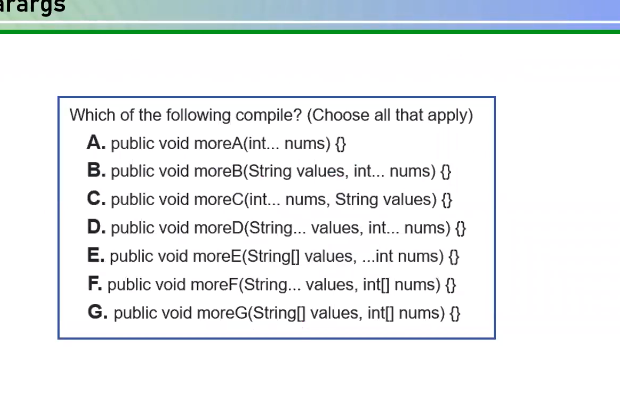 Which of the following compile? (Choose all that apply)
A. public void moreA(int... nums) {}
B. public void moreB(String values, int... nums) {}
C. public void moreC(int... nums, String values) {}
D. public void moreD(String... values, int... nums) {}
E. public void moreE(String[] values, ...int nums) {}
F. public void moreF(String... values, int[] nums) {}
G. public void moreG(String[] values, int[] nums) {}